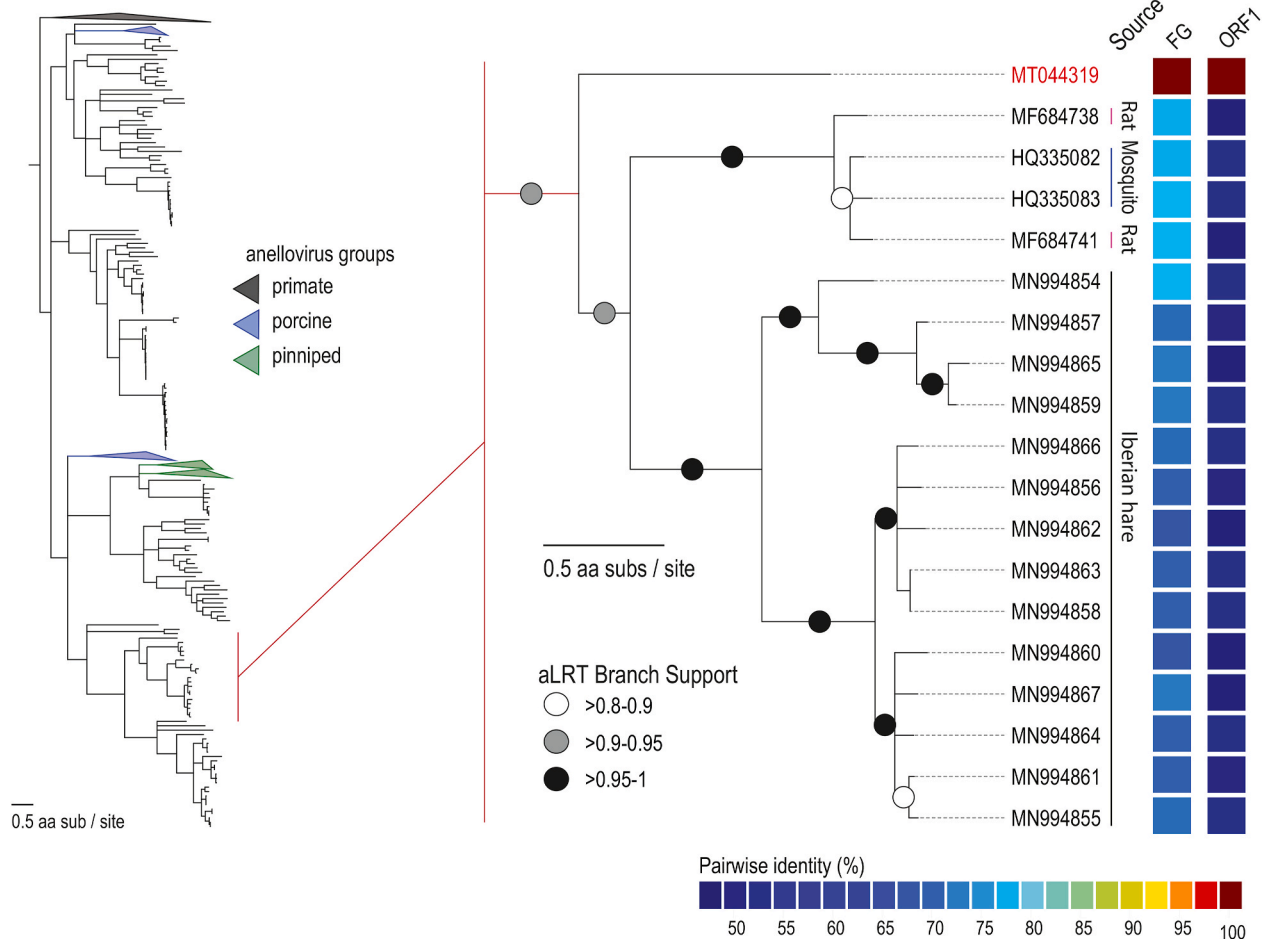 Source
FG
ORF1
MT044319
MF684738
Rat
HQ335082
Mosquito
HQ335083
MF684741
Rat
anellovirus groups
primate
porcine
pinniped
MN994854
MN994857
MN994865
MN994859
MN994866
MN994856
MN994862
MN994863
MN994858
MN994860
MN994867
MN994864
MN994861
MN994855
Iberian hare
0.5 aa subs / site
aLRT Branch Support
>0.8-0.9
>0.9-0.95
>0.95-1
0.5 aa sub / site
Pairwise identity (%)
50 55 60 65 70 75 80 85 90 95 100